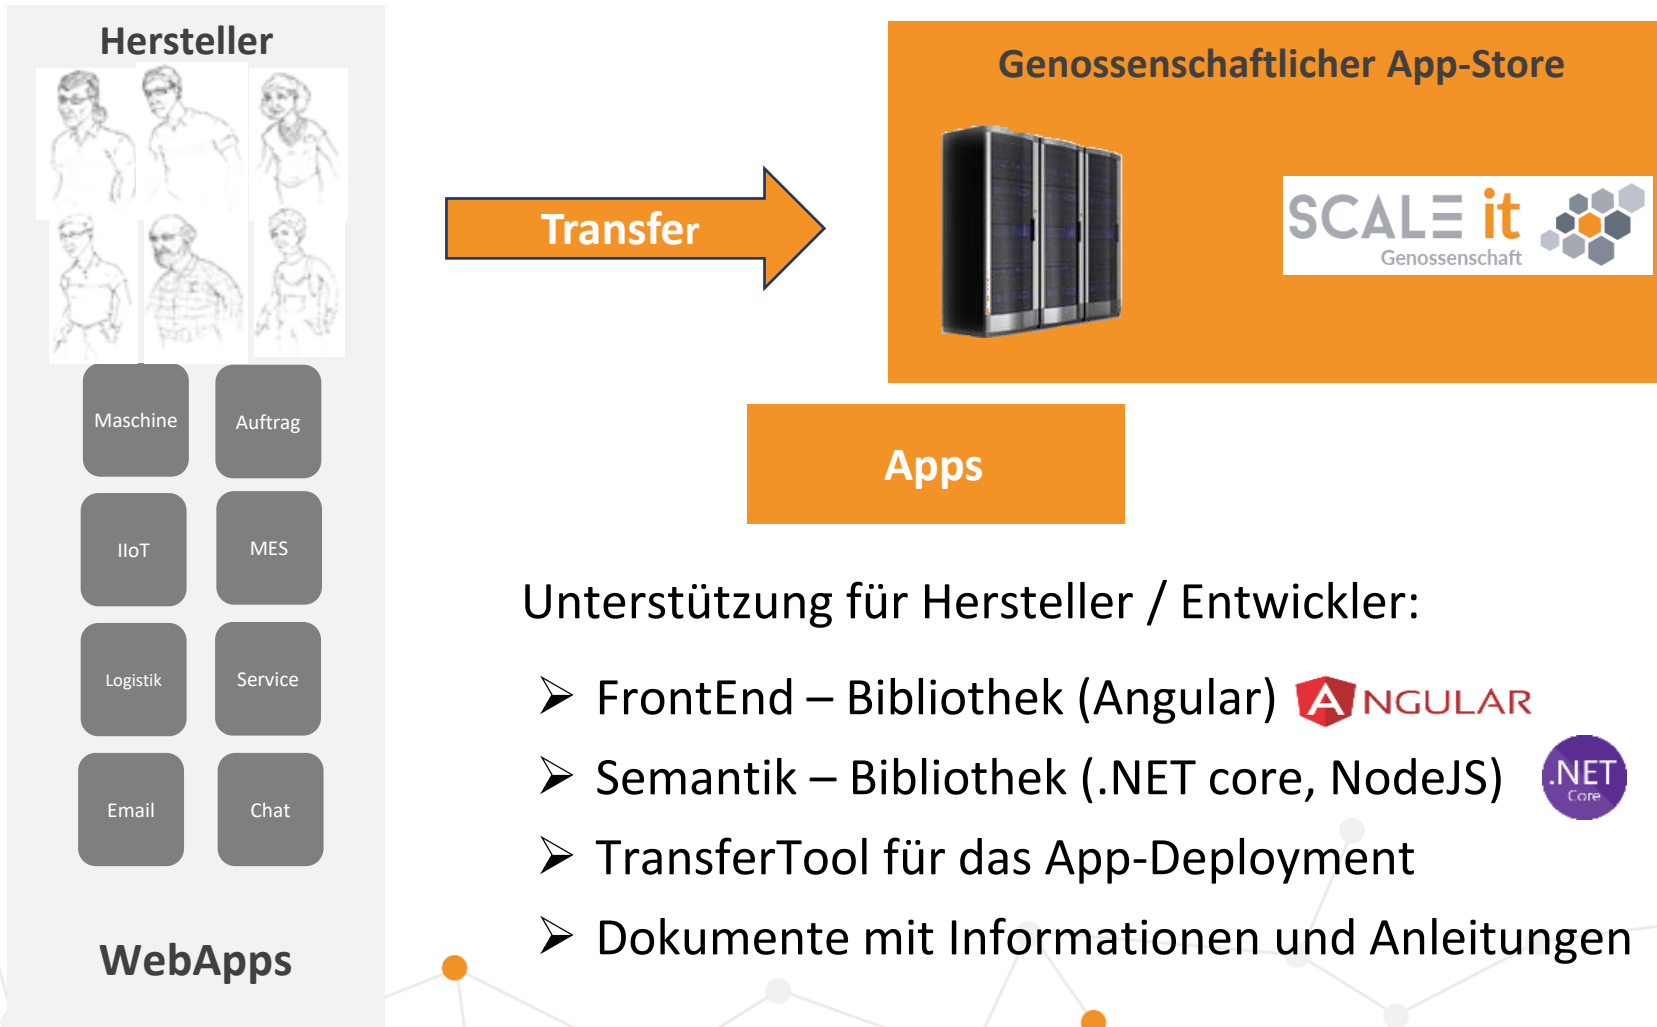 Hersteller
Maschine
Auftrag
IIoT
MES
Logistik
Service
Email
Chat
WebApps
Transfer
Genossenschaftlicher App-Store
SCALE it
Genossenschaft
Apps
Unterstützung für Hersteller / Entwickler:
➢ FrontEnd – Bibliothek (Angular)
ANGULAR
➢ Semantik – Bibliothek (.NET core, NodeJS)
.NET
Core
➢ TransferTool für das App-Deployment
➢ Dokumente mit Informationen und Anleitungen